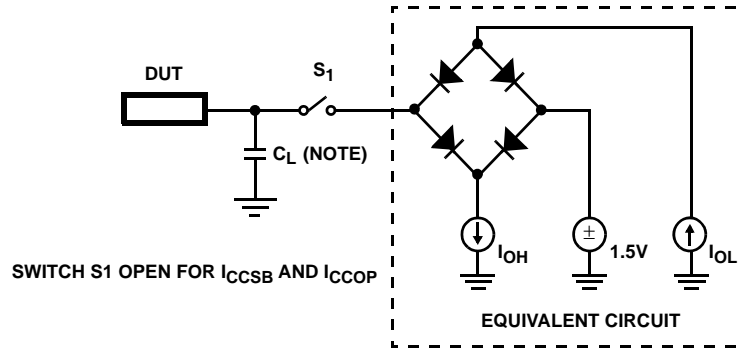 DUT
S1
CL (NOTE)
IOH
±
1.5V
IOL
SWITCH S1 OPEN FOR ICCSB AND ICCOP
EQUIVALENT CIRCUIT